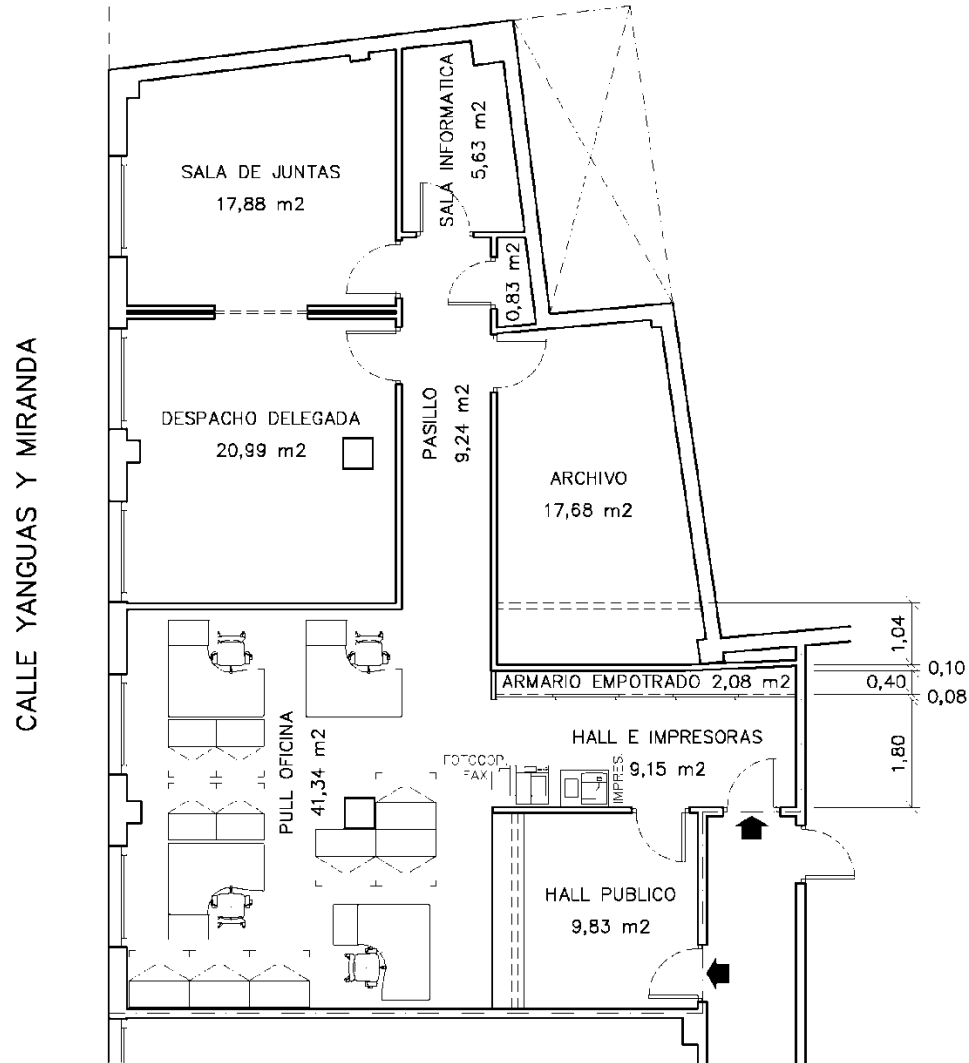 SALA DE JUNTAS
17,88 m2
SALA INFORMATICA
5,63 m2
0,83 m2
CALLE YANGUAS Y MIRANDA
DESPACHO DELEGADA
20,99 m2
PASILLO
9,24 m2
ARCHIVO
17,68 m2
1,04
0,10
ARMARIO EMPOTRADO 2,08 m2
0,40
0,08
PULL OFICINA
41,34 m2
HALL E IMPRESORAS
9,15 m2
1,80
FOTOCOP.
FAX
IMPRES.
HALL PUBLICO
9,83 m2